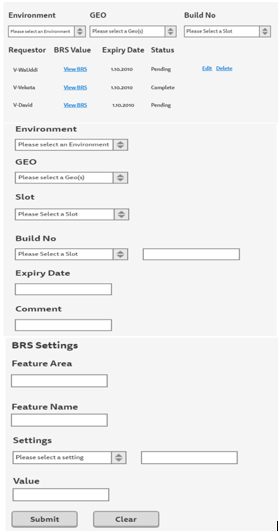 Environment GEO Build No
Please select an Environment Please select a Geo(s) Please Select a Slot
Requestor BRS Value Expiry Date Status
V-WaUddi View BRS 1.10.2010 Pending Edit Delete
V-Vekota View BRS 1.10.2010 Complete
V-David View BRS 1.10.2010 Pending
Environment
Please select an Environment
GEO
Please select a Geo(s)
Slot
Please Select a Slot
Build No
Please Select a Slot
Expiry Date
Comment
BRS Settings
Feature Area
Feature Name
Settings
Please select a setting
Value
Submit Clear